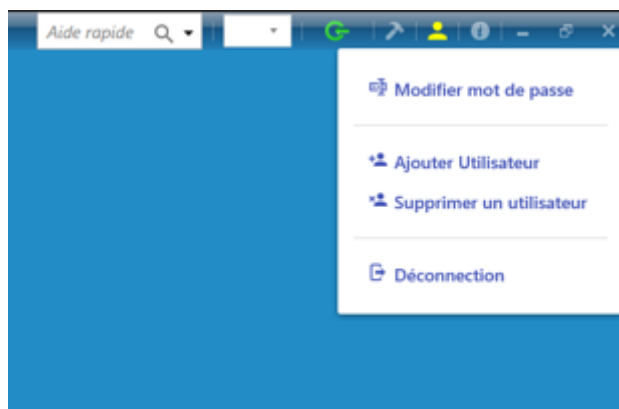 Aide rapide
Modifier mot de passe
Ajouter Utilisateur
Supprimer un utilisateur
Déconnection